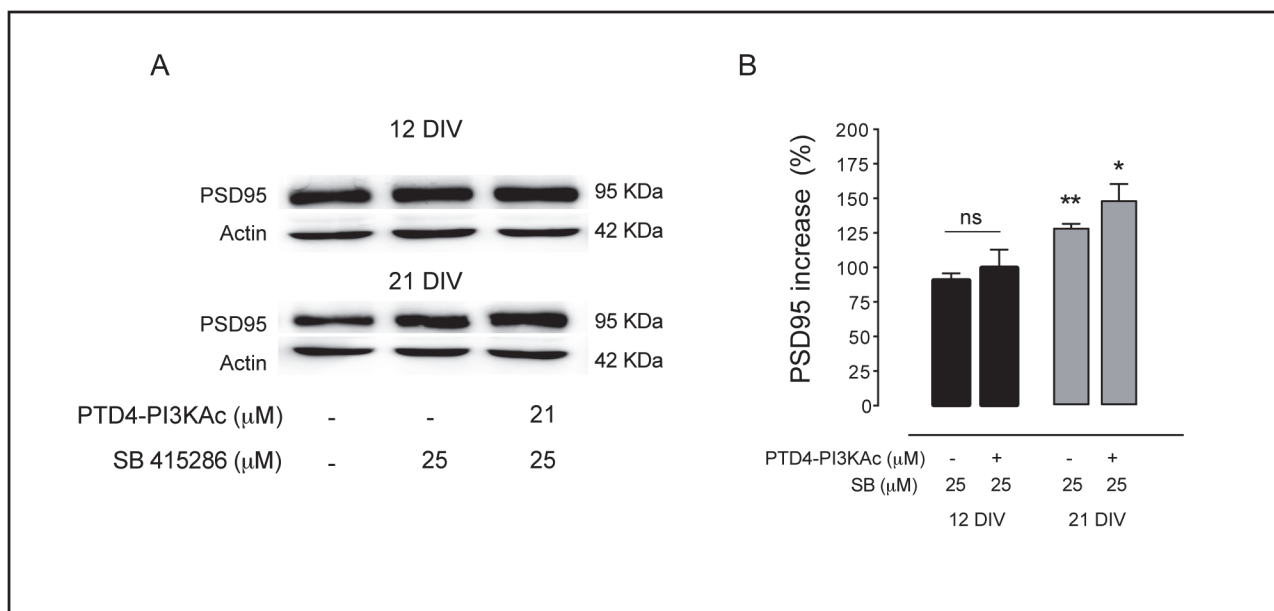 A
12 DIV
PSD95 95 KDa
Actin 42 KDa
21 DIV
PSD95 95 KDa
Actin 42 KDa
PTD4-PI3KAc (μM) - - 21
SB 415286 (μM) - 25 25
B
PSD95 increase (%)
200
175
150
125
100
75
50
25
0
ns
**
*
PTD4-PI3KAc (μM) - + - +
SB (μM) 25 25 25 25
12 DIV 21 DIV